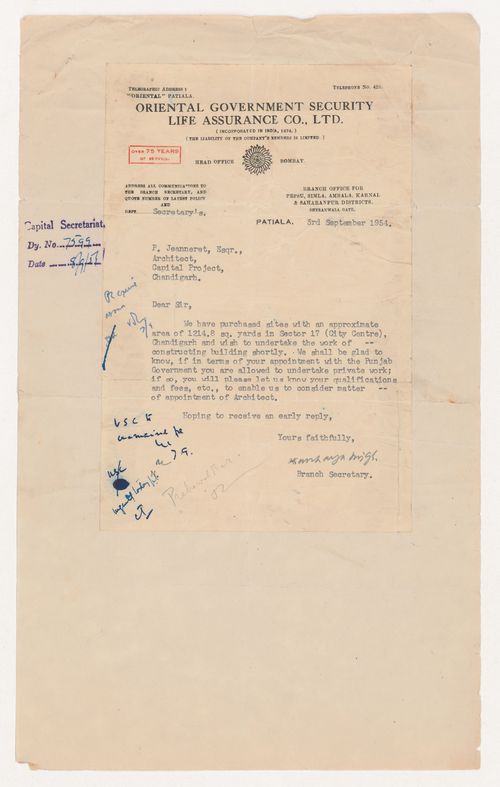 TELEGRAPHIC ADDRESS:
"ORIENTAL" PATIALA.
TELEPHONE NO. 425.
ORIENTAL GOVERNMENT SECURITY
LIFE ASSURANCE CO., LTD.
(INCORPORATED IN INDIA, 1874.)
(THE LIABILITY OF THE COMPANY'S MEMBERS IS LIMITED.)
OVER 75 YEARS
OF SERVICE.
HEAD OFFICE BOMBAY.
ADDRESS ALL COMMUNICATIONS TO
THE BRANCH SECRETARY, AND
QUOTE NUMBER OF LATEST POLICY
AND
DEPT. Secretary's.
BRANCH OFFICE FOR
PEPSU, SIMLA, AMBALA, KARNAL
& SAHARANPUR DISTRICTS.
SHERANWALA GATE,
PATIALA. 3rd September 1954.
Capital Secretariat,
Dy. No. 7599
Date
P. Jeanneret, Esqr.,
Architect,
Capital Project,
Chandigarh.
Dear Sir,
We have purchased sites with an approximate
area of 1214.8 sq. yards in Sector 17 (City Centre),
Chandigarh and wish to undertake the work of --
constructing building shortly. We shall be glad to
know, if in terms of your appointment with the Punjab
Government you are allowed to undertake private work;
if so, you will please let us know your qualifications
and fees, etc., to enable us to consider matter --
of appointment of Architect.
Hoping to receive an early reply,
Yours faithfully,
Branch Secretary.